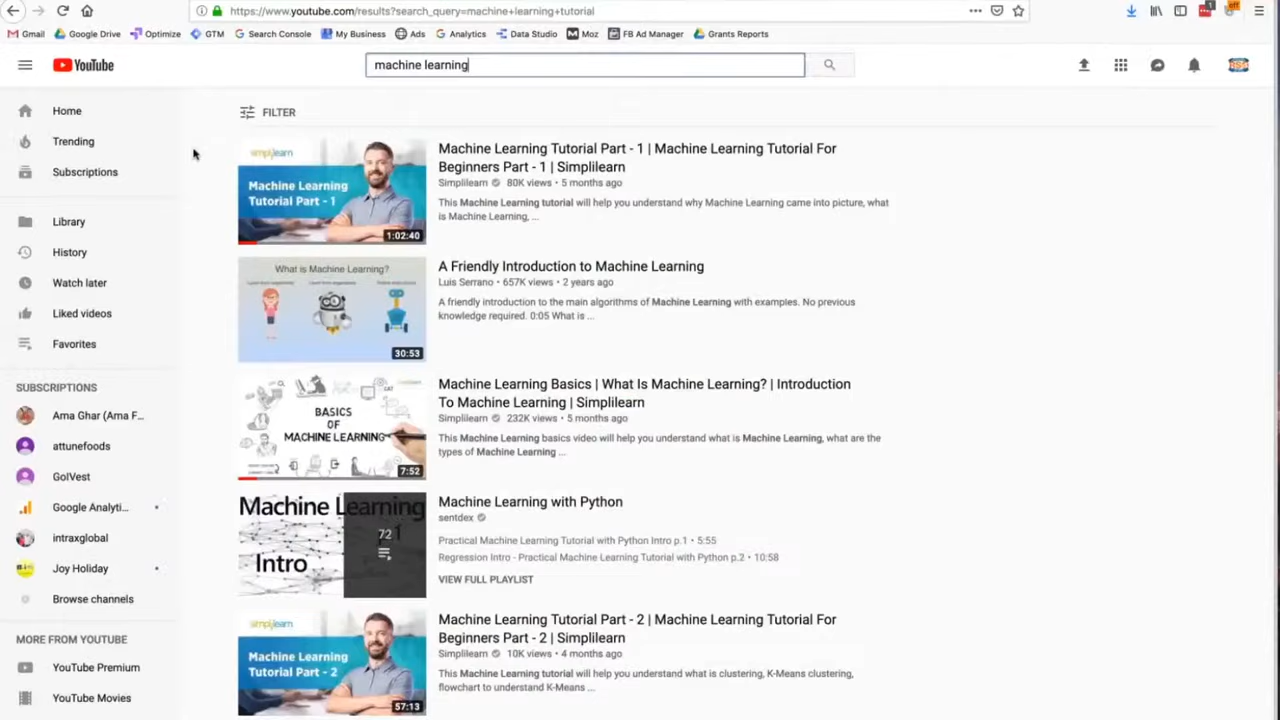 https://www.youtube.com/results?search_query=machine+learning+tutorial
1
off
Gmail
Google Drive
Optimize
GTM
Search Console
My Business
Ads
Analytics
Data Studio
Moz
FB Ad Manager
Grants Reports
YouTube
machine learning
Home
Trending
Subscriptions
Library
History
Watch later
Liked videos
Favorites
SUBSCRIPTIONS
Ama Ghar (Ama F...
attunefoods
GolVest
Google Analyti...
intraxglobal
Joy Holiday
Browse channels
MORE FROM YOUTUBE
YouTube Premium
YouTube Movies
FILTER
simplilearn
Machine Learning
Tutorial Part - 1
1:02:40
Machine Learning Tutorial Part - 1 | Machine Learning Tutorial For
Beginners Part - 1 | Simplilearn
Simplilearn 80K views • 5 months ago
This Machine Learning tutorial will help you understand why Machine Learning came into picture, what
is Machine Learning, ...
What is Machine Learning?
30:53
A Friendly Introduction to Machine Learning
Luis Serrano • 657K views • 2 years ago
A friendly introduction to the main algorithms of Machine Learning with examples. No previous
knowledge required. 0:05 What is ...
BASICS
OF
MACHINE LEARNING
7:52
Machine Learning Basics | What Is Machine Learning? | Introduction
To Machine Learning | Simplilearn
Simplilearn 232K views • 5 months ago
This Machine Learning basics video will help you understand what is Machine Learning, what are the
types of Machine Learning ...
Machine Learning
Intro
72
Machine Learning with Python
sentdex
Practical Machine Learning Tutorial with Python Intro p.1 • 5:55
Regression Intro - Practical Machine Learning Tutorial with Python p.2 • 10:58
VIEW FULL PLAYLIST
simplilearn
Machine Learning
Tutorial Part - 2
57:13
Machine Learning Tutorial Part - 2 | Machine Learning Tutorial For
Beginners Part - 2 | Simplilearn
Simplilearn 10K views • 4 months ago
This Machine Learning tutorial will help you understand what is clustering, K-Means clustering,
flowchart to understand K-Means ...